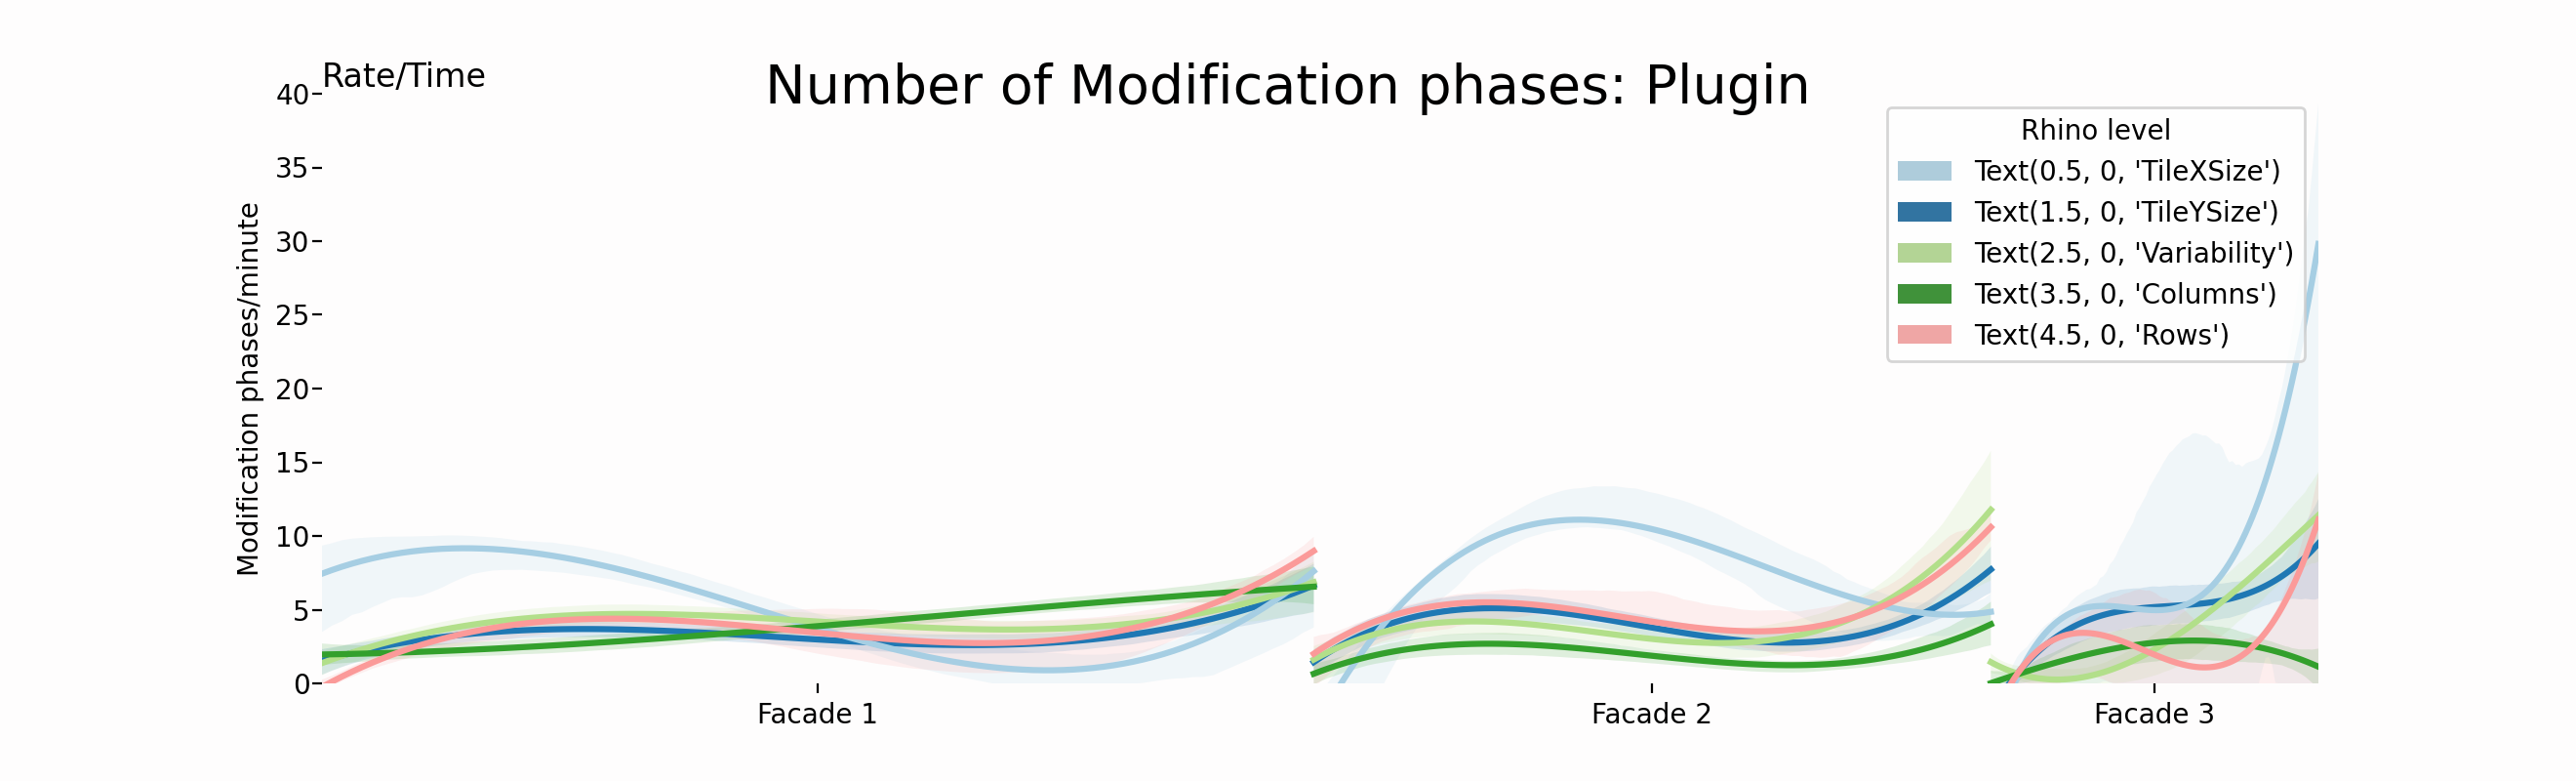 Rate/Time
Number of Modification phases: Plugin
Modification phases/minute
40
35
30
25
20
15
10
5
0
Rhino level
Text(0.5, 0, 'TileXSize')
Text(1.5, 0, 'TileYSize')
Text(2.5, 0, 'Variability')
Text(3.5, 0, 'Columns')
Text(4.5, 0, 'Rows')
Facade 1
Facade 2
Facade 3